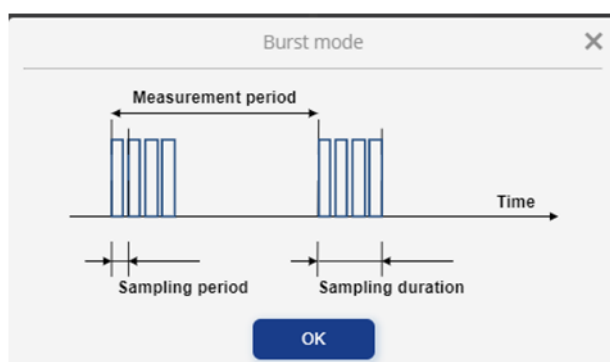 Burst mode
Measurement period
Time
Sampling period
Sampling duration
OK